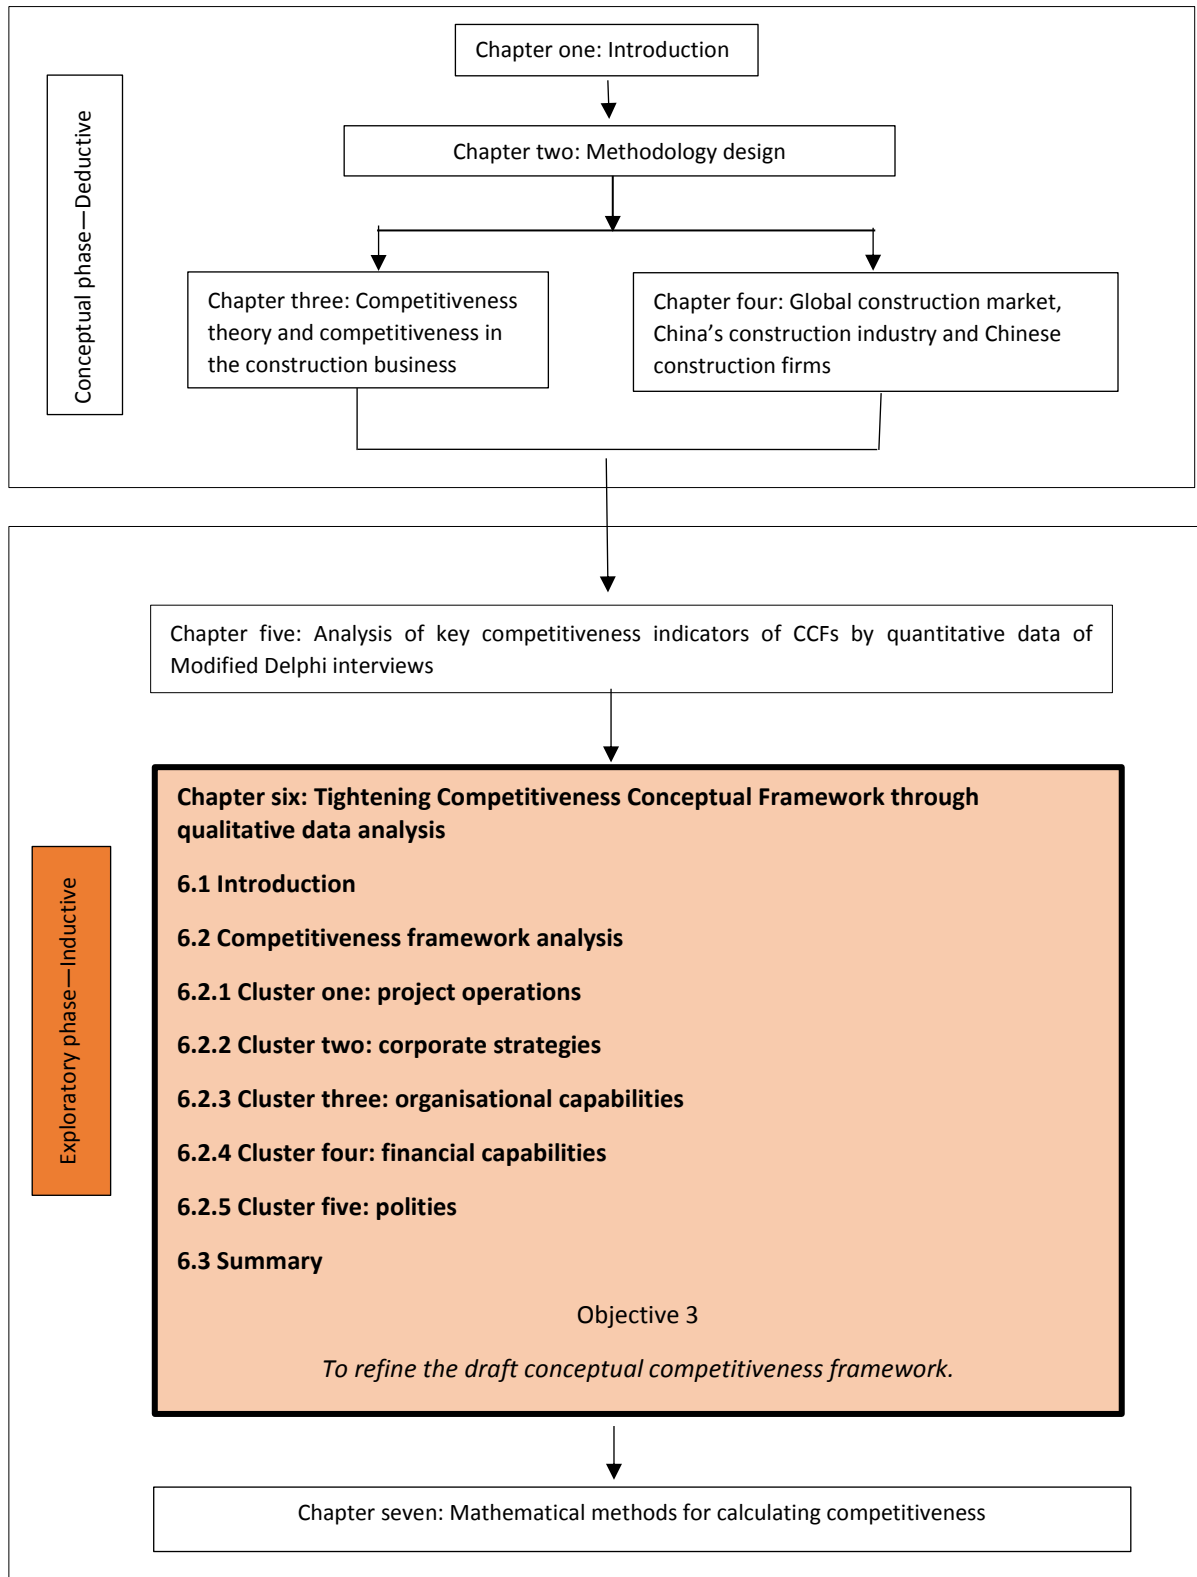 Chapter one: Introduction
Conceptual phase—Deductive
Chapter two: Methodology design
Chapter three: Competitiveness
theory and competitiveness in
the construction business
Chapter four: Global construction market,
China’s construction industry and Chinese
construction firms
Chapter five: Analysis of key competitiveness indicators of CCFs by quantitative data of
Modified Delphi interviews
Exploratory phase—Inductive
Chapter six: Tightening Competitiveness Conceptual Framework through
qualitative data analysis
6.1 Introduction
6.2 Competitiveness framework analysis
6.2.1 Cluster one: project operations
6.2.2 Cluster two: corporate strategies
6.2.3 Cluster three: organisational capabilities
6.2.4 Cluster four: financial capabilities
6.2.5 Cluster five: polities
6.3 Summary
Objective 3
To refine the draft conceptual competitiveness framework.
Chapter seven: Mathematical methods for calculating competitiveness